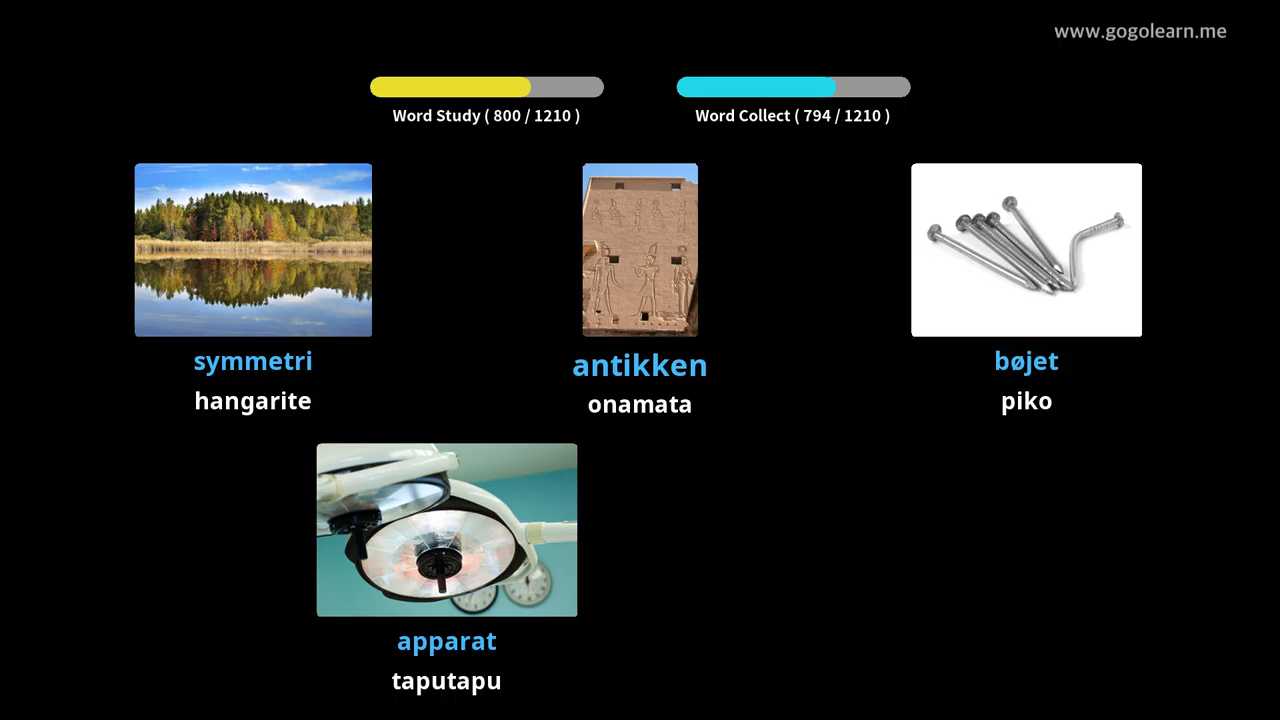 www.gogolearn.me
Word Study ( 800 / 1210 )
Word Collect ( 794 / 1210 )
symmetri
hangarite
antikken
onamata
bøjet
piko
apparat
taputapu